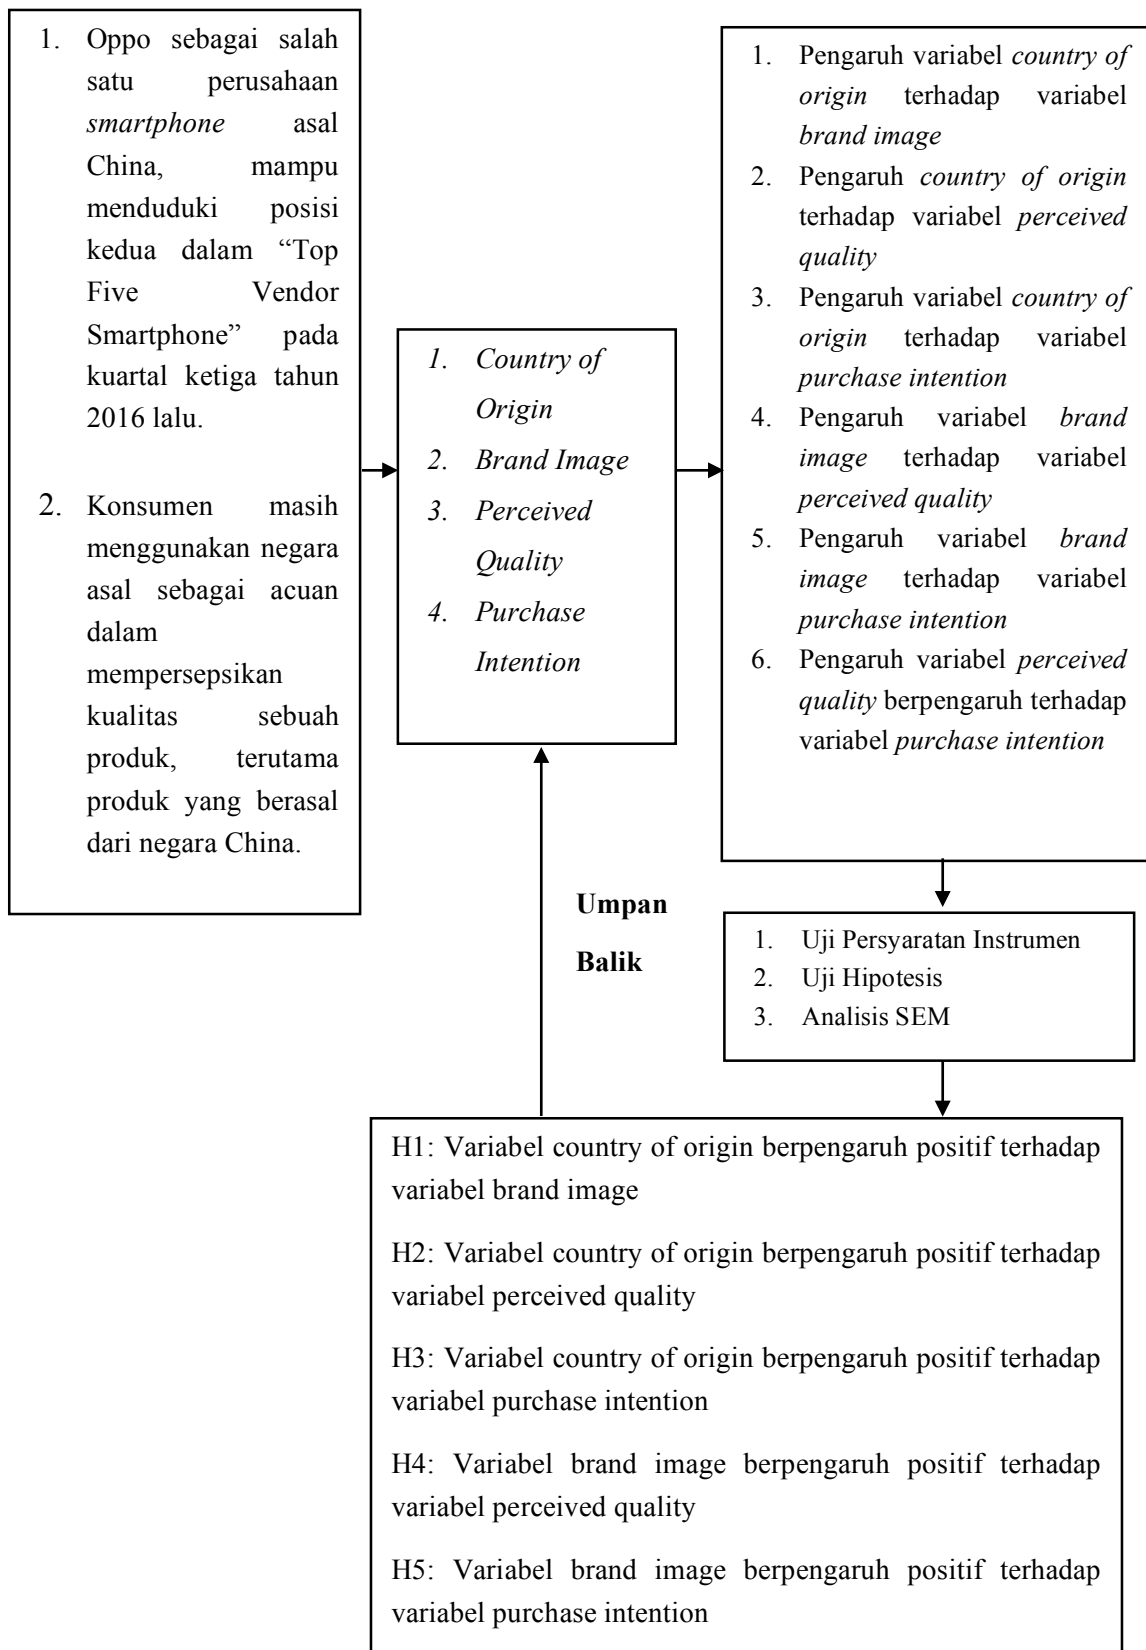 1. Oppo sebagai salah
satu perusahaan
smartphone asal
China, mampu
menduduki posisi
kedua dalam “Top
Five Vendor
Smartphone” pada
kuartal ketiga tahun
2016 lalu.
2. Konsumen masih
menggunakan negara
asal sebagai acuan
dalam
mempersepsikan
kualitas sebuah
produk, terutama
produk yang berasal
dari negara China.
1. Country of
Origin
2. Brand Image
3. Perceived
Quality
4. Purchase
Intention
1. Pengaruh variabel country of
origin terhadap variabel
brand image
2. Pengaruh country of origin
terhadap variabel perceived
quality
3. Pengaruh variabel country of
origin terhadap variabel
purchase intention
4. Pengaruh variabel brand
image terhadap variabel
perceived quality
5. Pengaruh variabel brand
image terhadap variabel
purchase intention
6. Pengaruh variabel perceived
quality berpengaruh terhadap
variabel purchase intention
Umpan
Balik
1. Uji Persyaratan Instrumen
2. Uji Hipotesis
3. Analisis SEM
H1: Variabel country of origin berpengaruh positif terhadap
variabel brand image
H2: Variabel country of origin berpengaruh positif terhadap
variabel perceived quality
H3: Variabel country of origin berpengaruh positif terhadap
variabel purchase intention
H4: Variabel brand image berpengaruh positif terhadap
variabel perceived quality
H5: Variabel brand image berpengaruh positif terhadap
variabel purchase intention